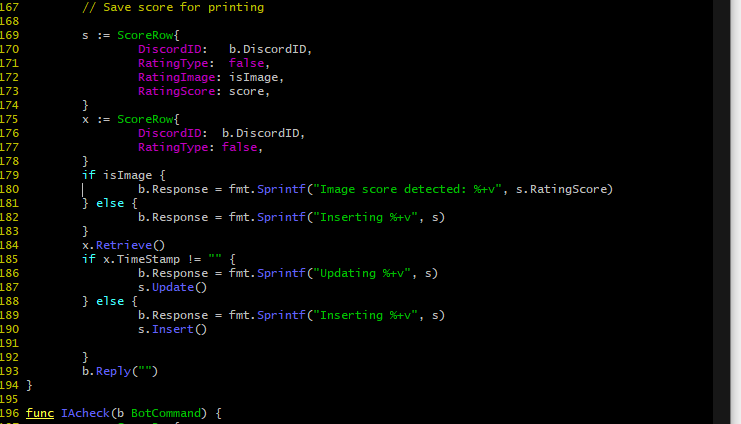 167 // Save score for printing
168
169 s := ScoreRow{
170 DiscordID: b.DiscordID,
171 RatingType: false,
172 RatingImage: isImage,
173 RatingScore: score,
174 }
175 x := ScoreRow{
176 DiscordID: b.DiscordID,
177 RatingType: false,
178 }
179 if isImage {
180 b.Response = fmt.Sprintf("Image score detected: %+v", s.RatingScore)
181 } else {
182 b.Response = fmt.Sprintf("Inserting %+v", s)
183 }
184 x.Retrieve()
185 if x.TimeStamp != "" {
186 b.Response = fmt.Sprintf("Updating %+v", s)
187 s.Update()
188 } else {
189 b.Response = fmt.Sprintf("Inserting %+v", s)
190 s.Insert()
191
192 }
193 b.Reply("")
194 }
195
196 func IAcheck(b BotCommand) {